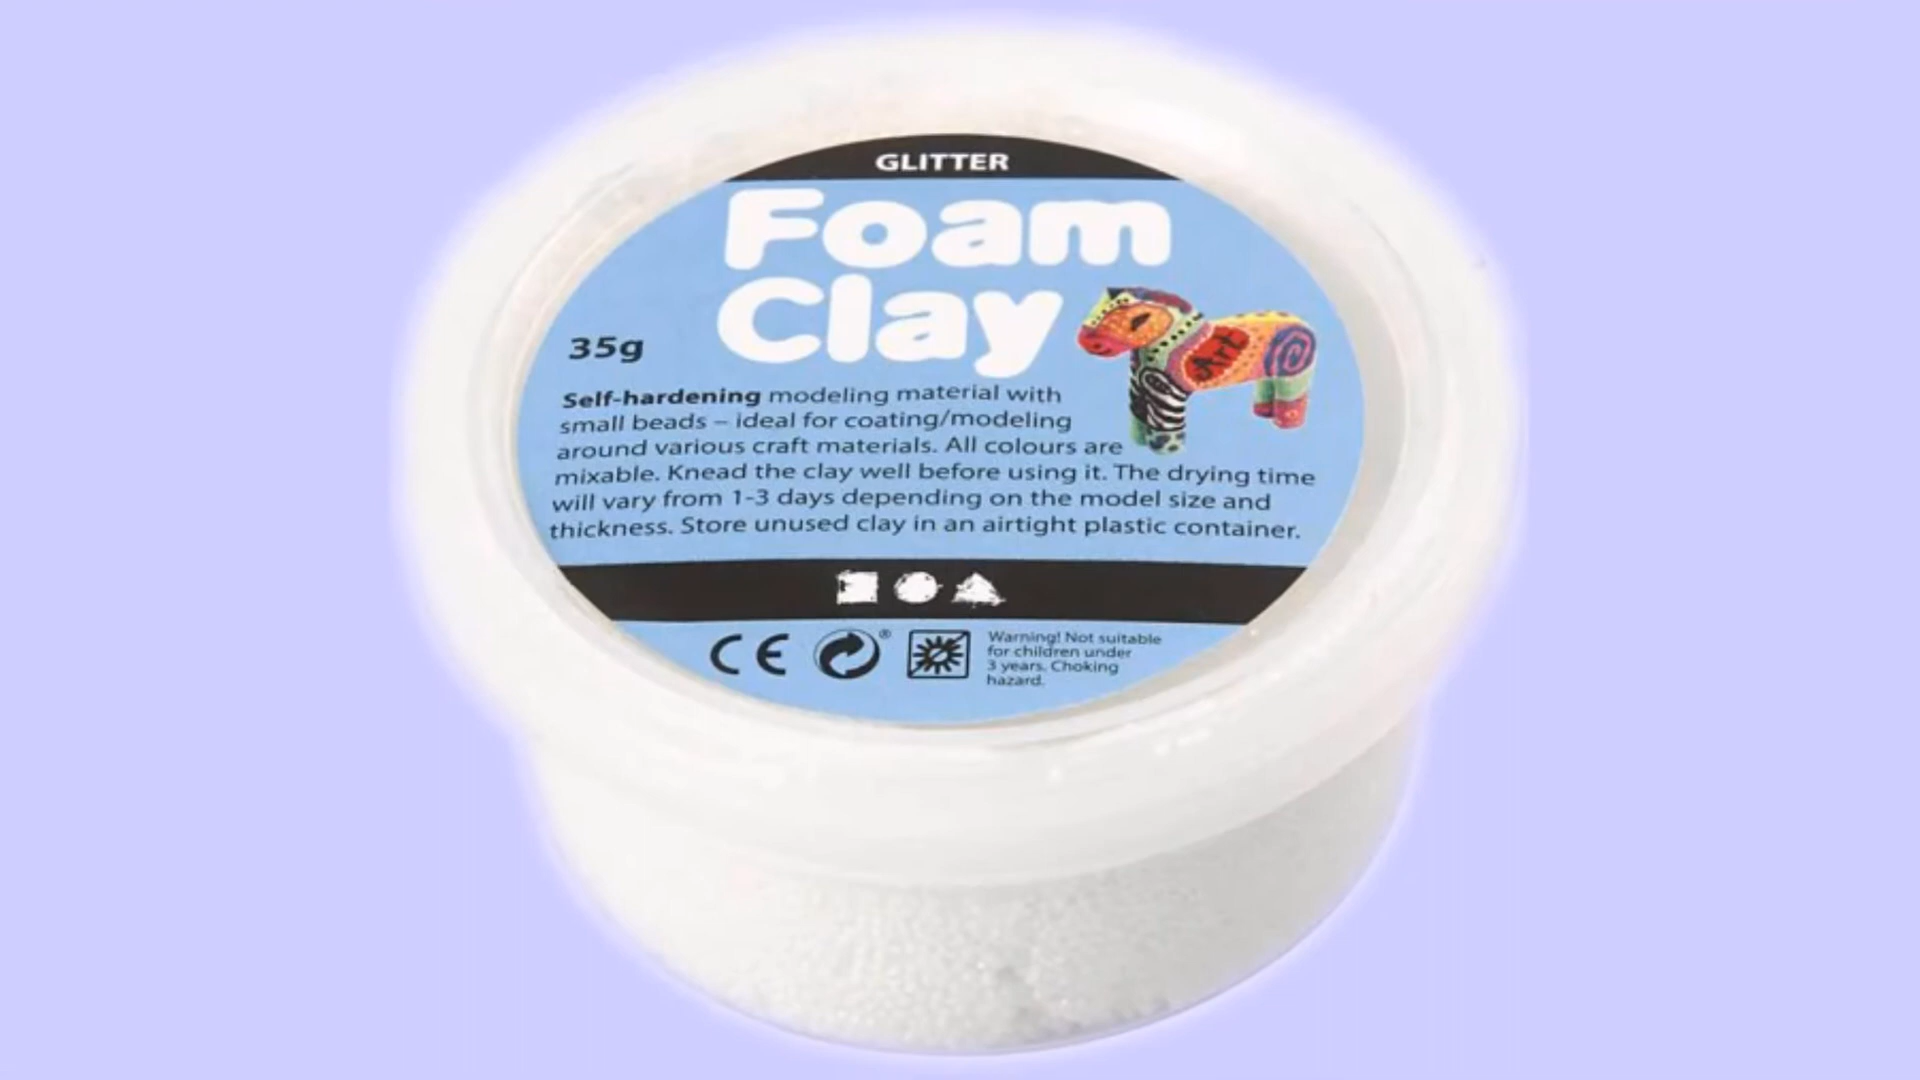 GLITTER
Foam
Clay
35g
Art
Self-hardening modeling material with
small beads – ideal for coating/modeling
around various craft materials. All colours are
mixable. Knead the clay well before using it. The drying time
will vary from 1-3 days depending on the model size and
thickness. Store unused clay in an airtight plastic container.
CE
®
Warning! Not suitable
for children under
3 years. Choking
hazard.